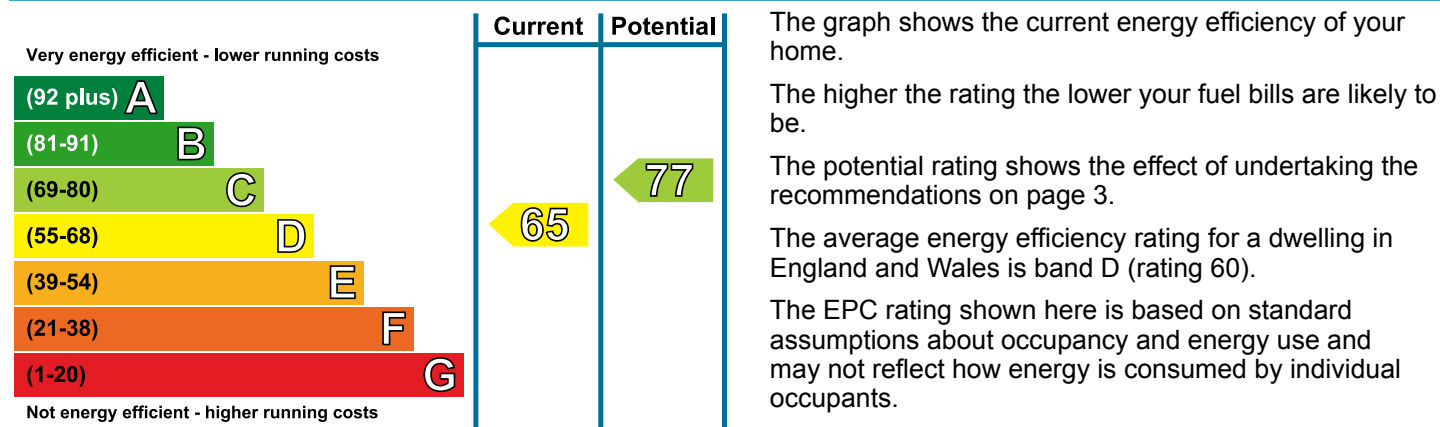 Current Potential
Very energy efficient - lower running costs
(92 plus) A
(81-91) B
(69-80) C
77
(55-68) D
65
(39-54) E
(21-38) F
(1-20) G
Not energy efficient - higher running costs
The graph shows the current energy efficiency of your
home.
The higher the rating the lower your fuel bills are likely to
be.
The potential rating shows the effect of undertaking the
recommendations on page 3.
The average energy efficiency rating for a dwelling in
England and Wales is band D (rating 60).
The EPC rating shown here is based on standard
assumptions about occupancy and energy use and
may not reflect how energy is consumed by individual
occupants.